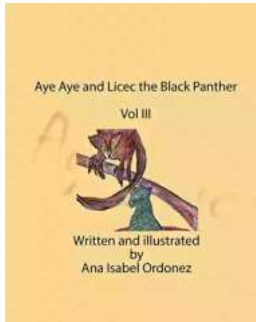 Aye Aye and Licec the Black Panther
Vol III
Written and illustrated
by
Ana Isabel Ordonez